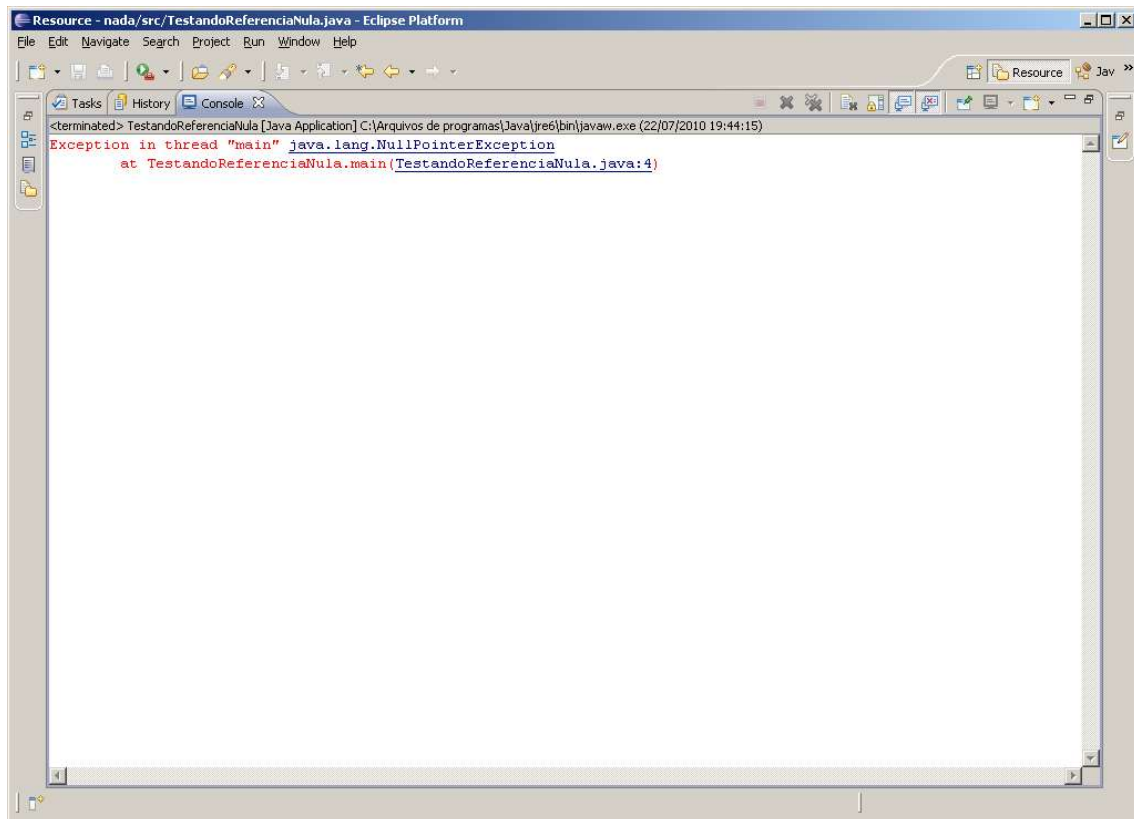 Resource - nada/src/TestandoReferenciaNula.java - Eclipse Platform
File Edit Navigate Search Project Run Window Help
Resource Jav »
Tasks History Console
<terminated> TestandoReferenciaNula [Java Application] C:\Arquivos de programas\Java\jre6\bin\javaw.exe (22/07/2010 19:44:15)
Exception in thread "main" java.lang.NullPointerException
at TestandoReferenciaNula.main(TestandoReferenciaNula.java:4)